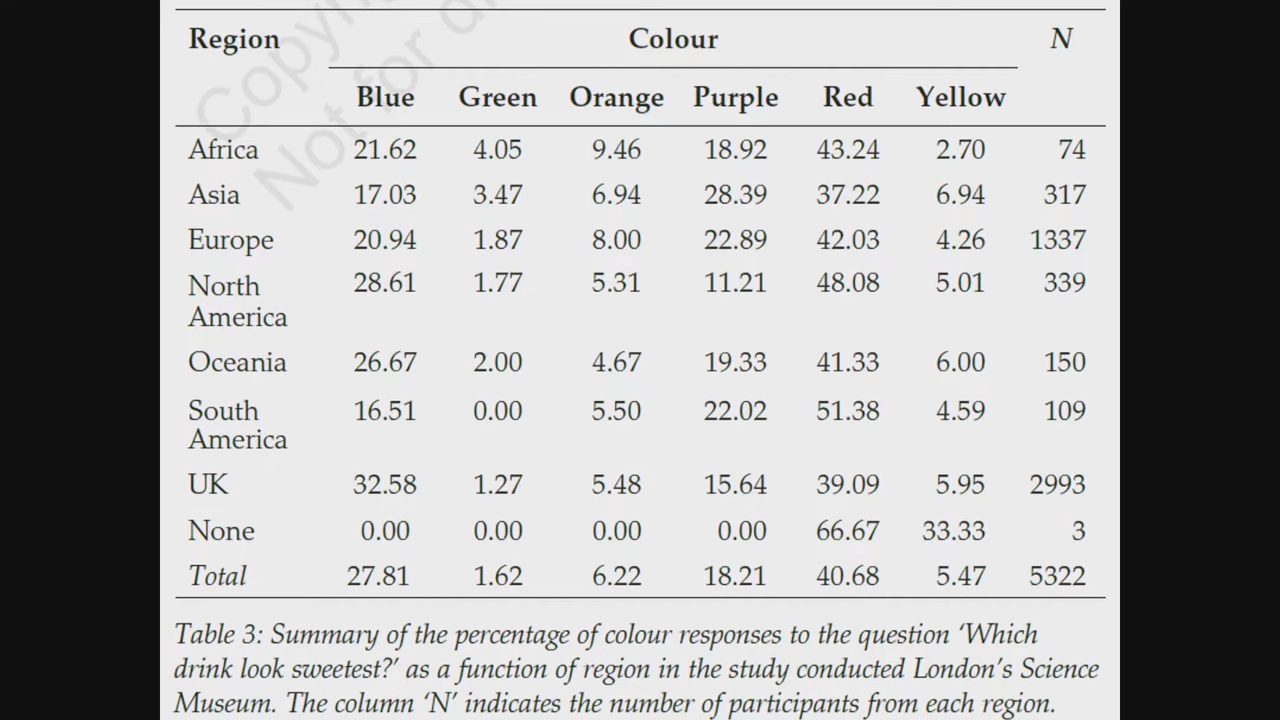 Region Colour N
Blue Green Orange Purple Red Yellow
Africa 21.62 4.05 9.46 18.92 43.24 2.70 74
Asia 17.03 3.47 6.94 28.39 37.22 6.94 317
Europe 20.94 1.87 8.00 22.89 42.03 4.26 1337
North 28.61 1.77 5.31 11.21 48.08 5.01 339
America
Oceania 26.67 2.00 4.67 19.33 41.33 6.00 150
South 16.51 0.00 5.50 22.02 51.38 4.59 109
America
UK 32.58 1.27 5.48 15.64 39.09 5.95 2993
None 0.00 0.00 0.00 0.00 66.67 33.33 3
Total 27.81 1.62 6.22 18.21 40.68 5.47 5322
Table 3: Summary of the percentage of colour responses to the question ‘Which
drink look sweetest?’ as a function of region in the study conducted London’s Science
Museum. The column ‘N’ indicates the number of participants from each region.
Not for